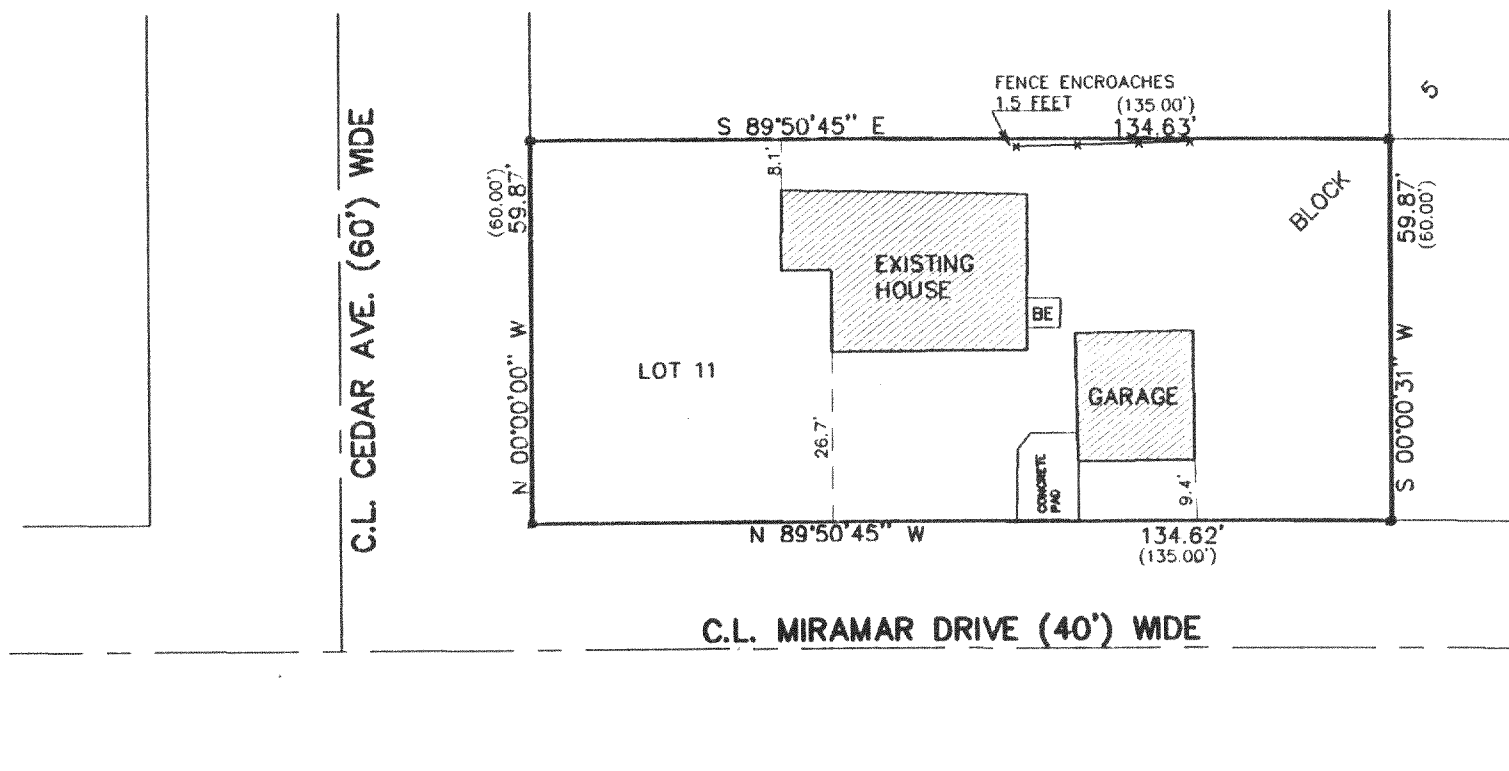 FENCE ENCROACHES
1.5 FEET
(135.00')
S 89°50'45" E
134.63'
5
8.1'
(60.00')
59.87'
BLOCK
59.87'
(60.00')
EXISTING
HOUSE
BE
C.L. CEDAR AVE. (60') WIDE
N 00°00'00" W
LOT 11
GARAGE
S 00°00'31" W
26.7'
CONCRETE
PAD
9.4'
N 89°50'45" W
134.62'
(135.00')
C.L. MIRAMAR DRIVE (40') WIDE